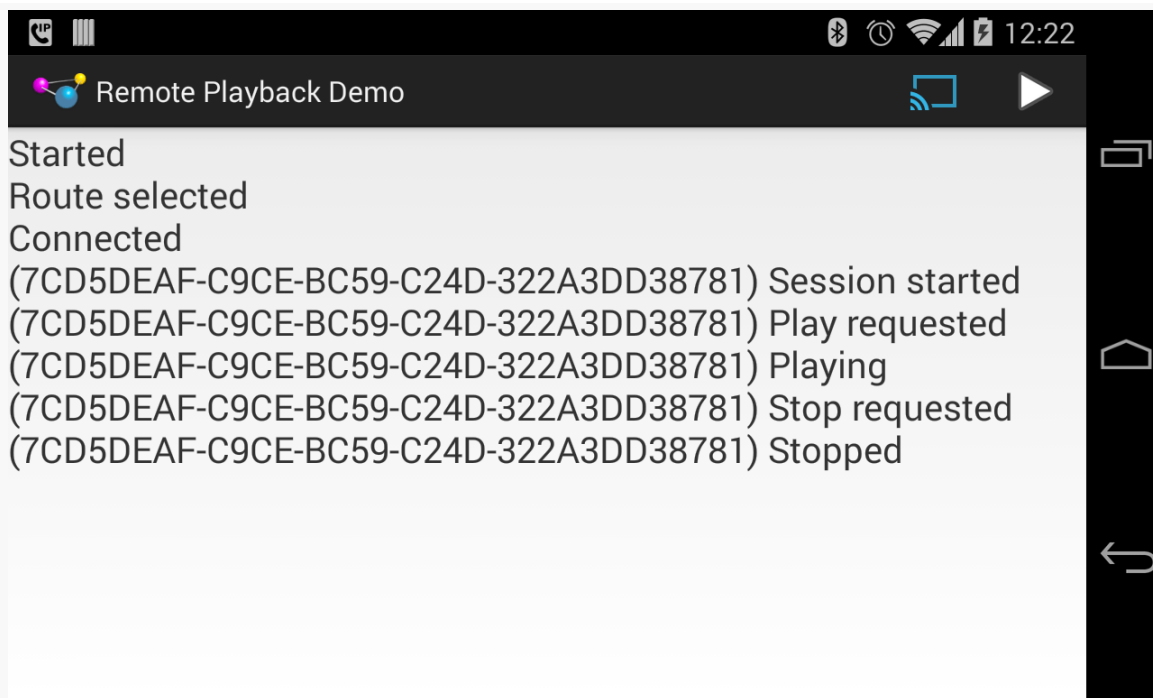 12:22
Remote Playback Demo
Started
Route selected
Connected
(7CD5DEAF-C9CE-BC59-C24D-322A3DD38781) Session started
(7CD5DEAF-C9CE-BC59-C24D-322A3DD38781) Play requested
(7CD5DEAF-C9CE-BC59-C24D-322A3DD38781) Playing
(7CD5DEAF-C9CE-BC59-C24D-322A3DD38781) Stop requested
(7CD5DEAF-C9CE-BC59-C24D-322A3DD38781) Stopped